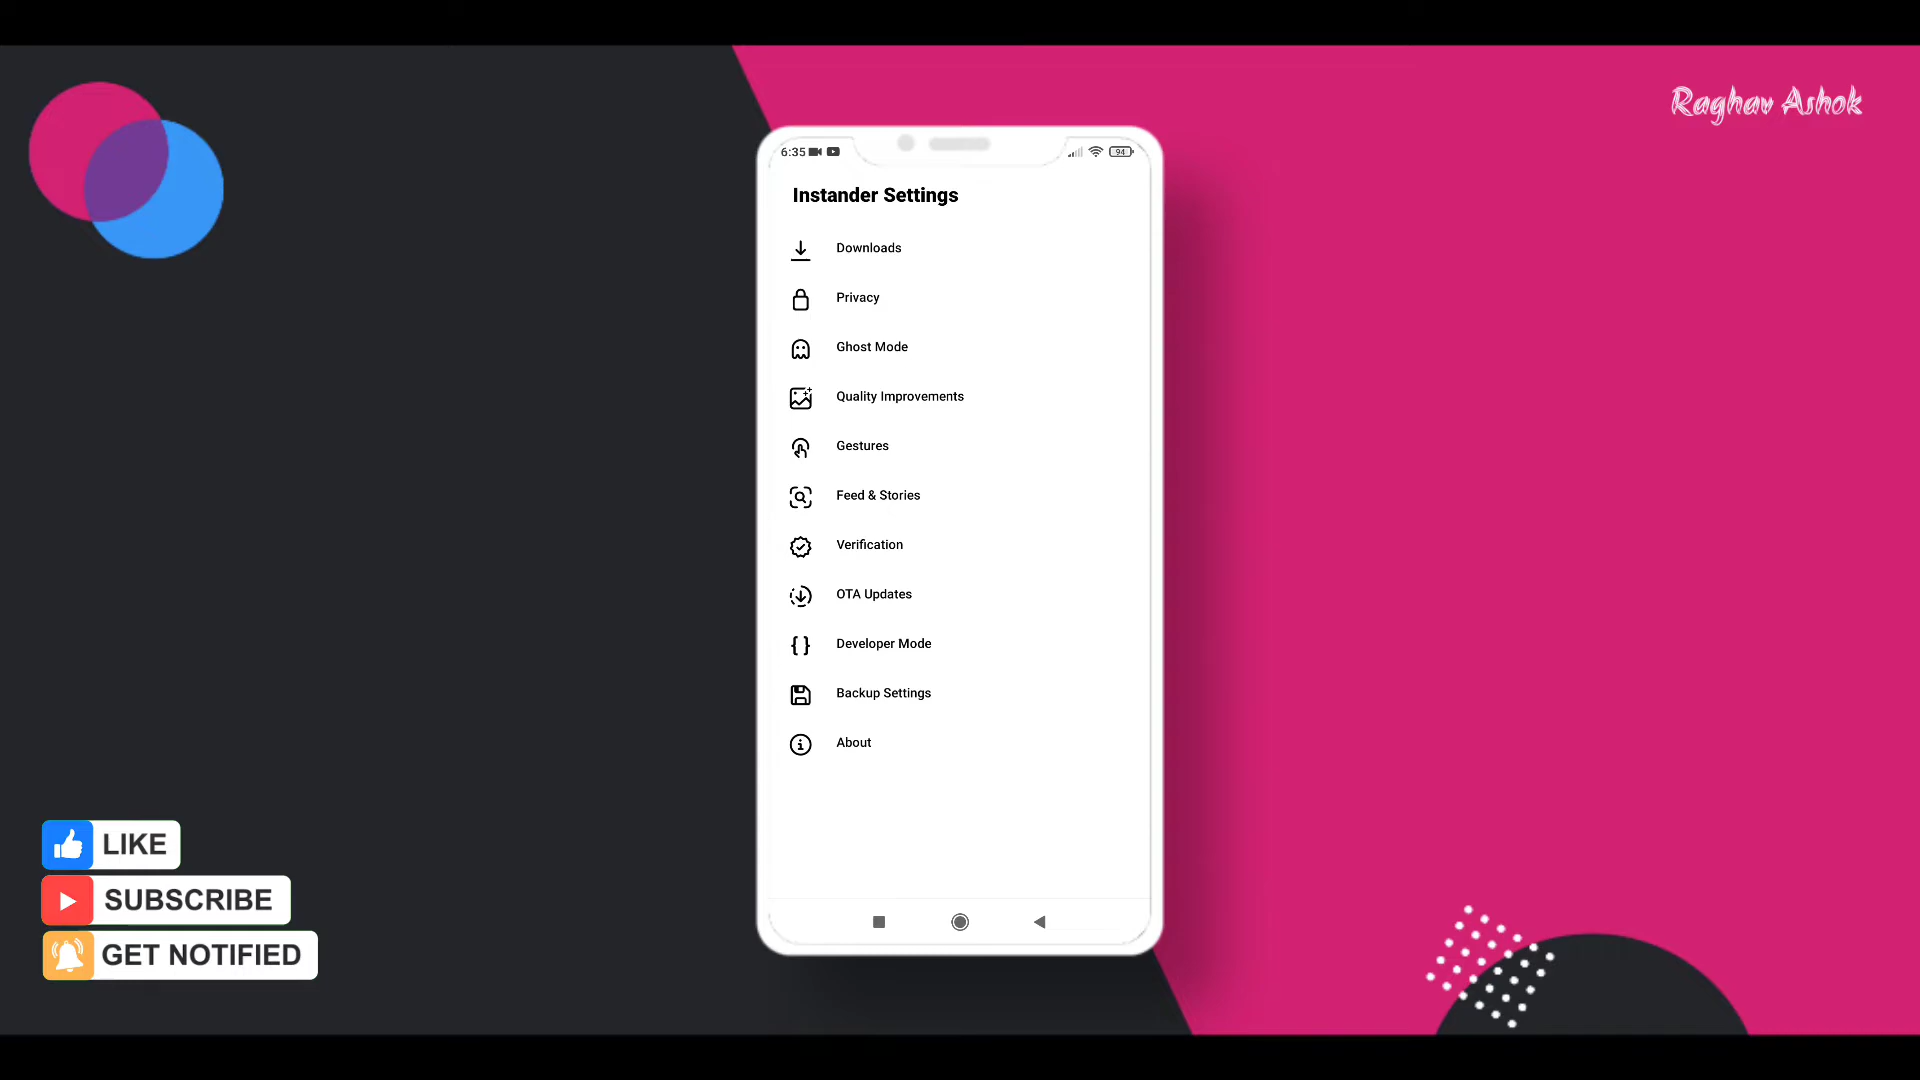 Raghav Ashok
6:35
94
Instander Settings
Downloads
Privacy
Ghost Mode
Quality Improvements
Gestures
Feed & Stories
Verification
OTA Updates
Developer Mode
Backup Settings
About
LIKE
SUBSCRIBE
GET NOTIFIED